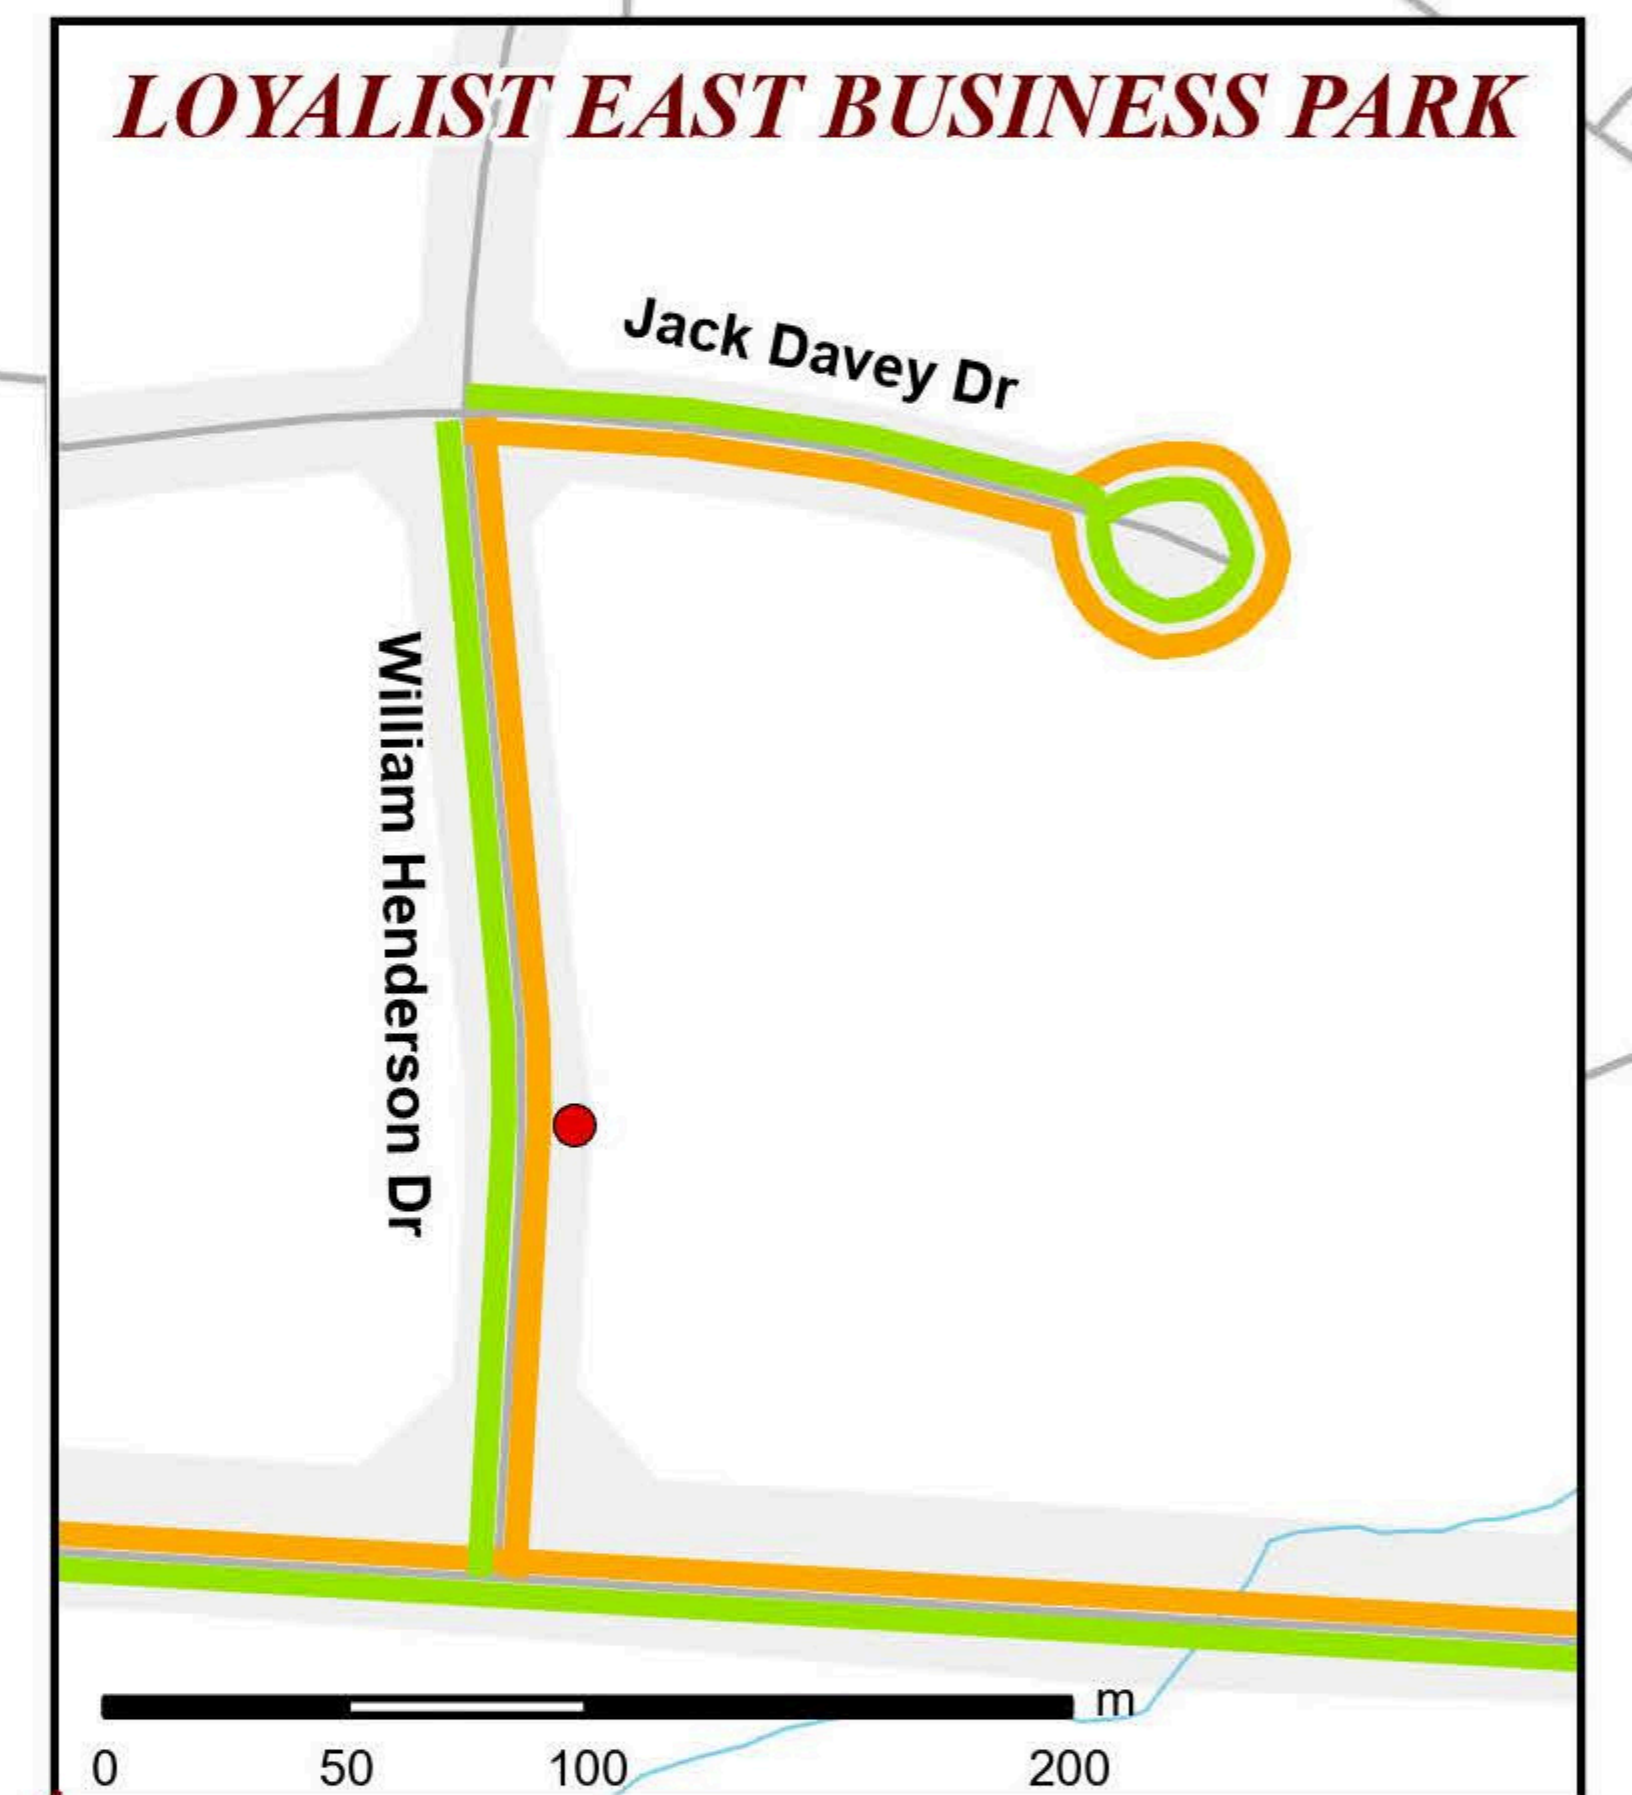 LOYALIST EAST BUSINESS PARK
Jack Davey Dr
William Henderson Dr
m
0 50 100 200